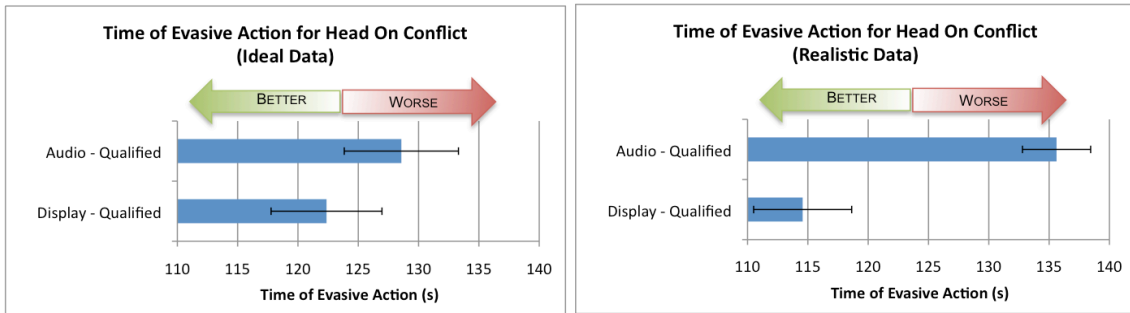 Time of Evasive Action for Head On Conflict
(Ideal Data)
BETTER
WORSE
Audio - Qualified
Display - Qualified
110 115 120 125 130 135 140
Time of Evasive Action (s)
Time of Evasive Action for Head On Conflict
(Realistic Data)
BETTER
WORSE
Audio - Qualified
Display - Qualified
110 115 120 125 130 135 140
Time of Evasive Action (s)